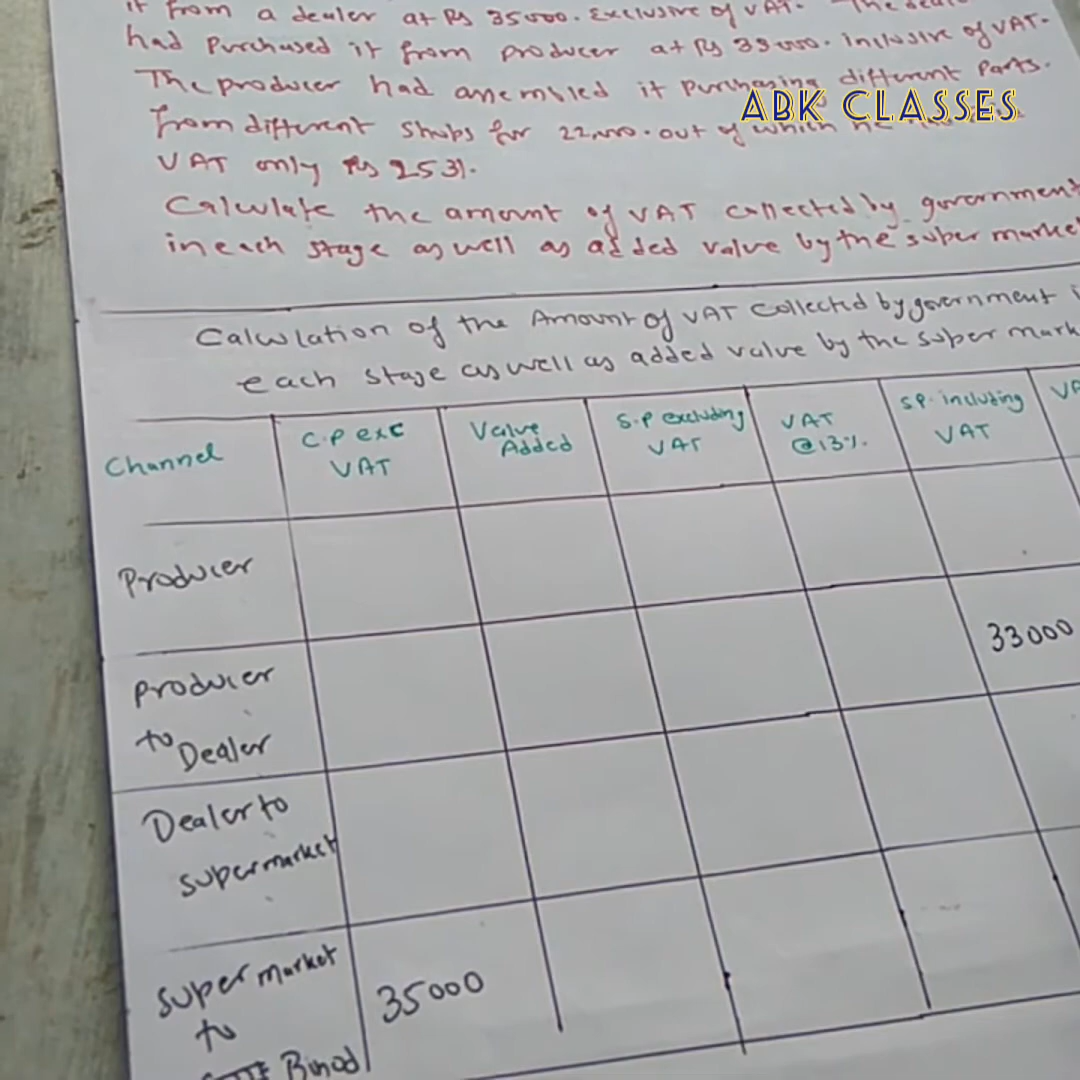 it from a dealer at Rs 35000. Exclusive of VAT. The
had purchased it from producer at Rs 33000. inclusive of VAT.
The producer had assembled it purchasing different parts.
from different shops for 22,000. out of which he
VAT only Rs 2531.
Calculate the amount of VAT collected by government
in each stage as well as added value by the super
ABK CLASSES
Calculation of the Amount of VAT collected by government
each stage as well as added value by the super
Channel C.P exc VAT Value Added S.P excluding VAT VAT @13%. S.P. including VAT
Producer
Producer to Dealer 33000
Dealer to supermarket
supermarket to Binod 35000